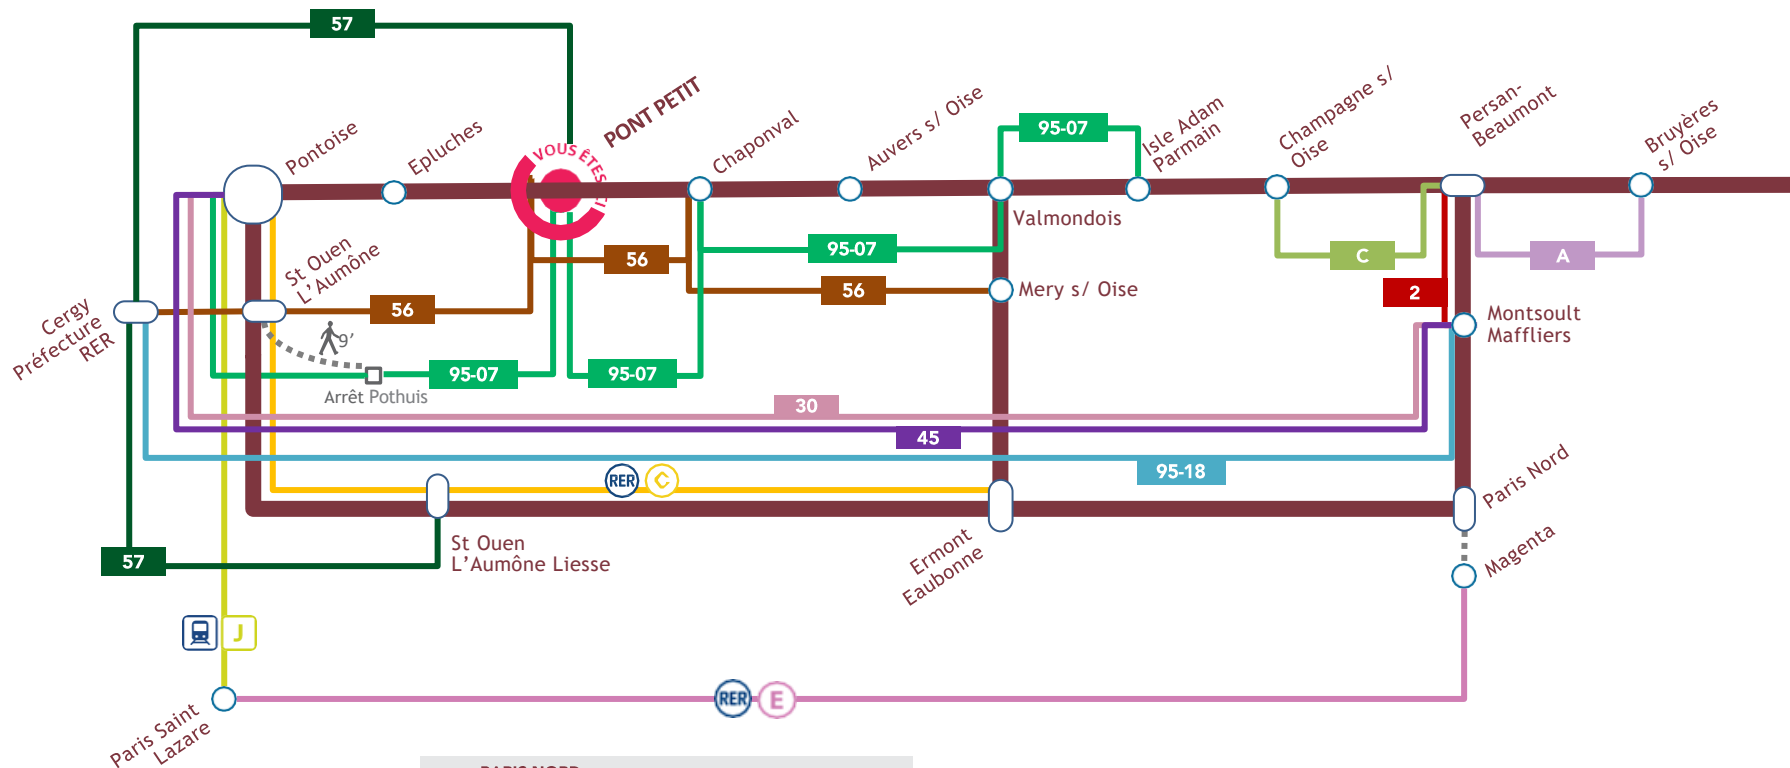 57
PONT PETIT
VOUS ÊTES ICI
Pontoise
Epluches
Chaponval
Auvers s/ Oise
95-07
Isle Adam
Parmain
Champagne s/
Oise
Persan-
Beaumont
Bruyères
s/ Oise
Valmondois
St Ouen
L'Aumône
56
95-07
C
A
56
Mery s/ Oise
2
Cergy
Préfecture
RER
56
9'
Montsoult
Maffliers
95-07
95-07
Arrêt Pothuis
30
45
95-18
RER C
Paris Nord
St Ouen
L'Aumône Liesse
57
Ermont
Eaubonne
Magenta
J
RER E
Paris Saint
Lazare
PARIS NORD